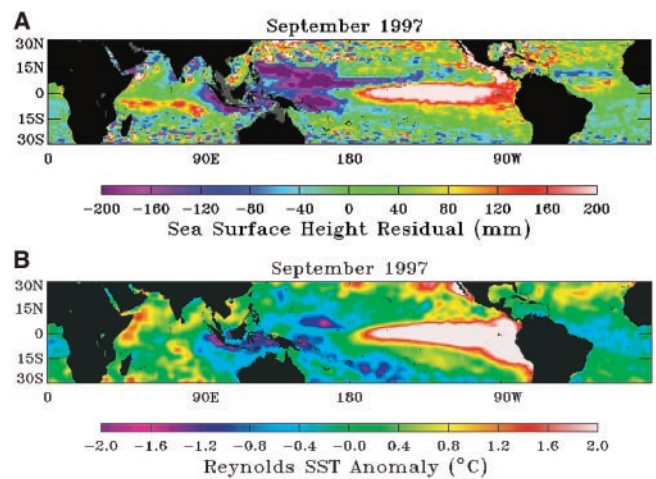 A
September 1997
30N
15N
0
15S
30S
0 90E 180 90W
-200 -160 -120 -80 -40 0 40 80 120 160 200
Sea Surface Height Residual (mm)
B
September 1997
30N
15N
0
15S
30S
0 90E 180 90W
-2.0 -1.6 -1.2 -0.8 -0.4 -0.0 0.4 0.8 1.2 1.6 2.0
Reynolds SST Anomaly (°C)